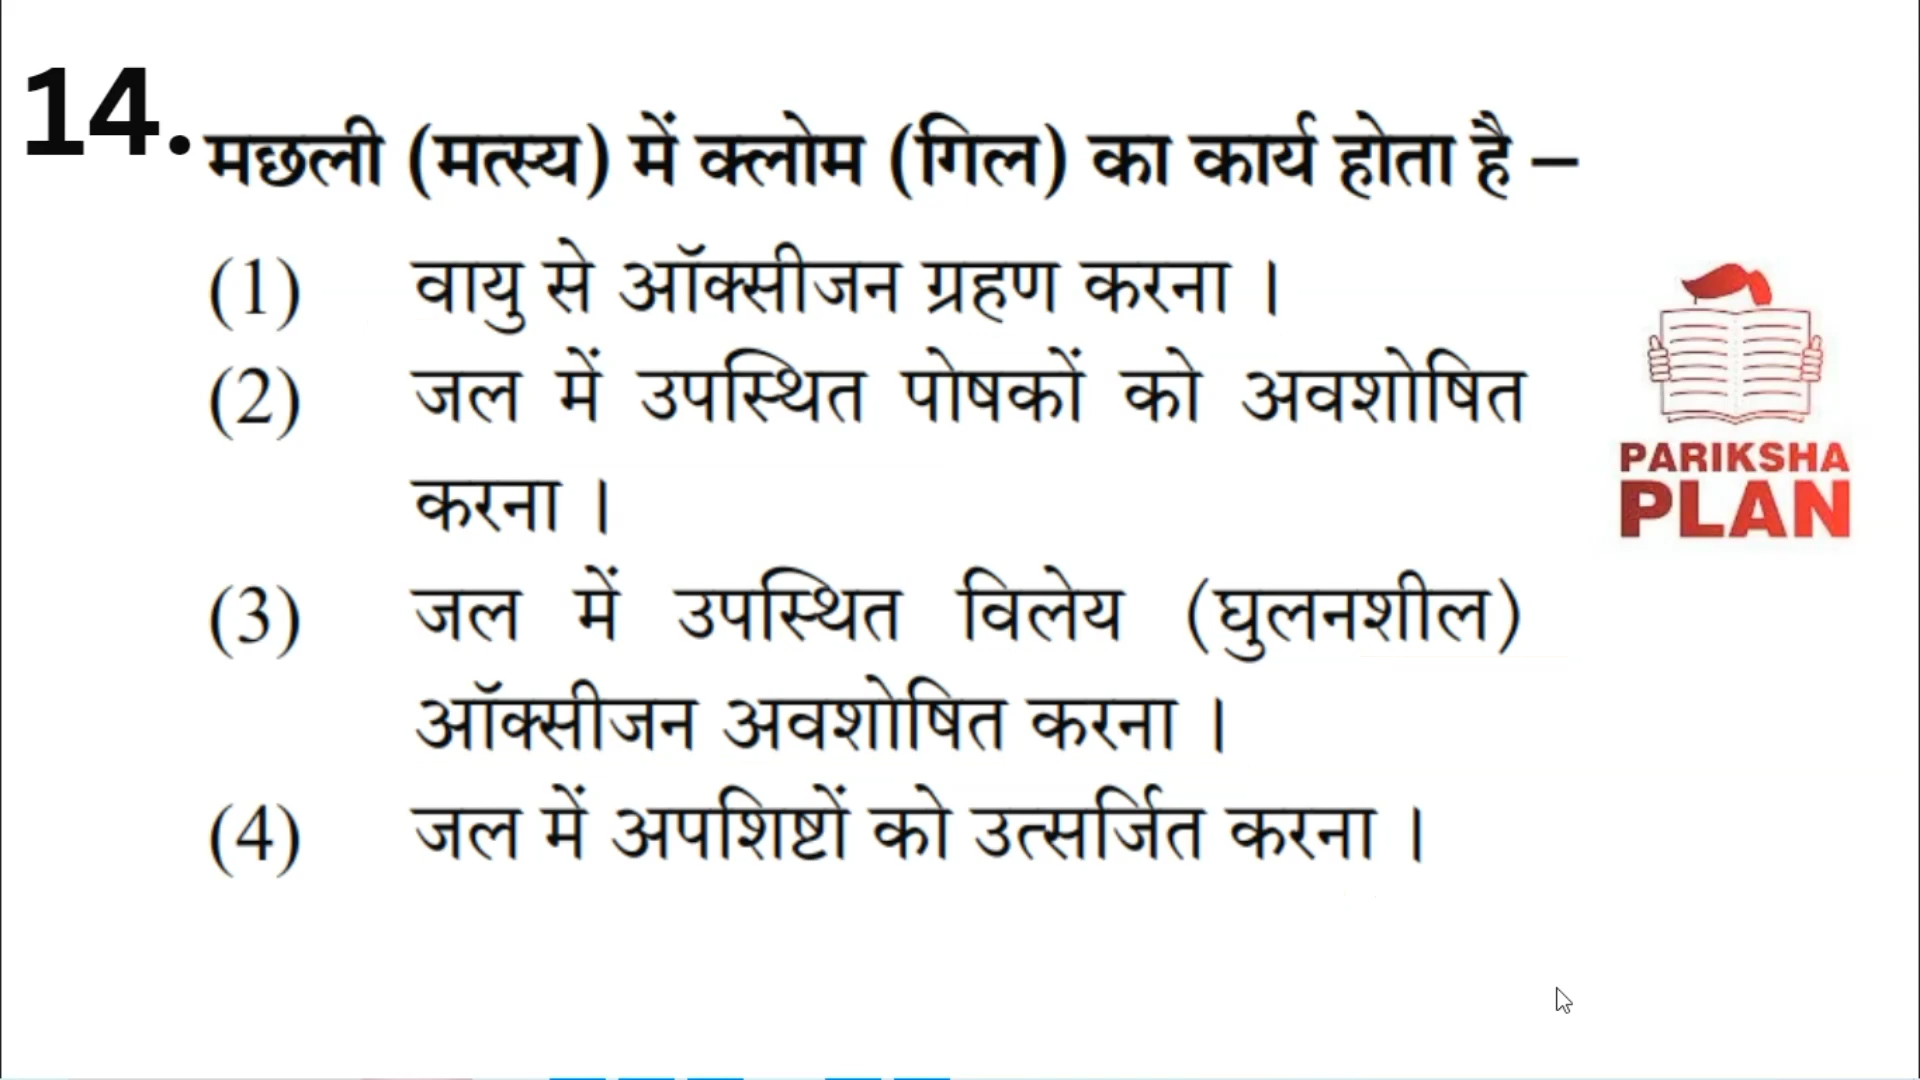 14. मछली (मत्स्य) में क्लोम (गिल) का कार्य होता है –
(1) वायु से ऑक्सीजन ग्रहण करना ।
(2) जल में उपस्थित पोषकों को अवशोषित
करना ।
(3) जल में उपस्थित विलेय (घुलनशील)
ऑक्सीजन अवशोषित करना ।
(4) जल में अपशिष्टों को उत्सर्जित करना ।
PARIKSHA
PLAN